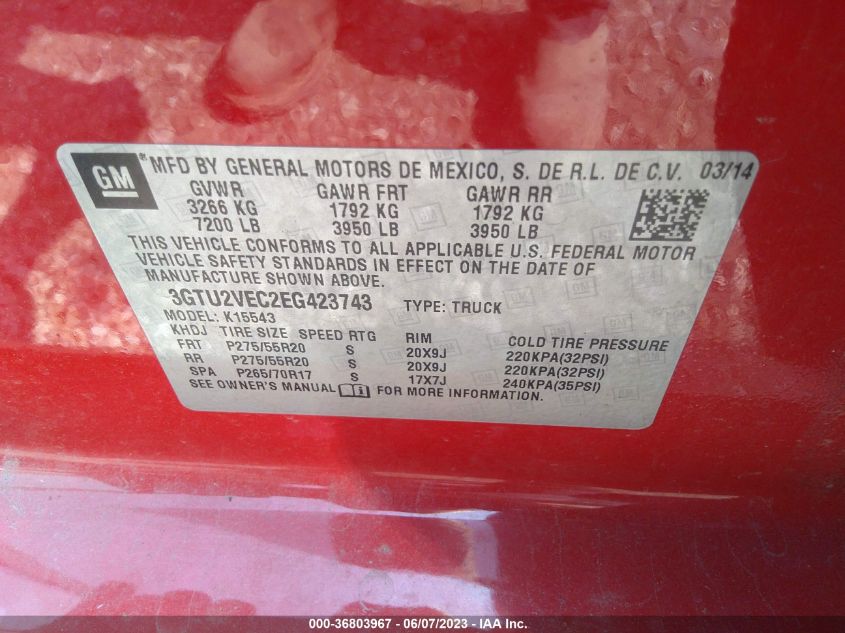 GM® MFD BY GENERAL MOTORS DE MEXICO, S. DE R.L. DE C.V. 03/14
GVWR GAWR FRT GAWR RR
3266 KG 1792 KG 1792 KG
7200 LB 3950 LB 3950 LB
THIS VEHICLE CONFORMS TO ALL APPLICABLE U.S. FEDERAL MOTOR
VEHICLE SAFETY STANDARDS IN EFFECT ON THE DATE OF
MANUFACTURE SHOWN ABOVE.
3GTU2VEC2EG423743 TYPE: TRUCK
MODEL: K15543
KHDJ TIRE SIZE SPEED RTG RIM COLD TIRE PRESSURE
FRT P275/55R20 S 20X9J 220KPA(32PSI)
RR P275/55R20 S 20X9J 220KPA(32PSI)
SPA P265/70R17 S 17X7J 240KPA(35PSI)
SEE OWNER'S MANUAL FOR MORE INFORMATION.
000-36803967 - 06/07/2023 - IAA Inc.